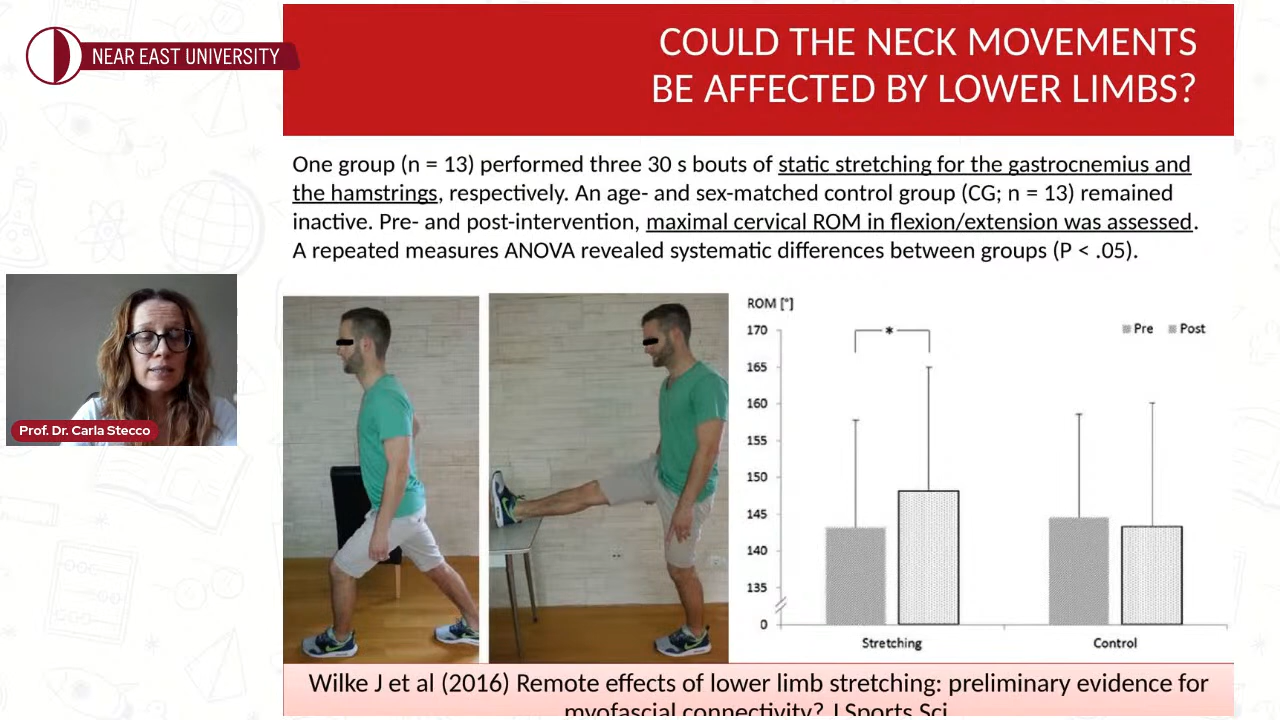 NEAR EAST UNIVERSITY
COULD THE NECK MOVEMENTS
BE AFFECTED BY LOWER LIMBS?
One group (n = 13) performed three 30 s bouts of static stretching for the gastrocnemius and
the hamstrings, respectively. An age- and sex-matched control group (CG; n = 13) remained
inactive. Pre- and post-intervention, maximal cervical ROM in flexion/extension was assessed.
A repeated measures ANOVA revealed systematic differences between groups (P < .05).
Prof. Dr. Carla Stecco
ROM [°]
Pre Post
*
170
165
160
155
150
145
140
135
0
Stretching Control
Wilke J et al (2016) Remote effects of lower limb stretching: preliminary evidence for
myofascial connectivity? J Sports Sci